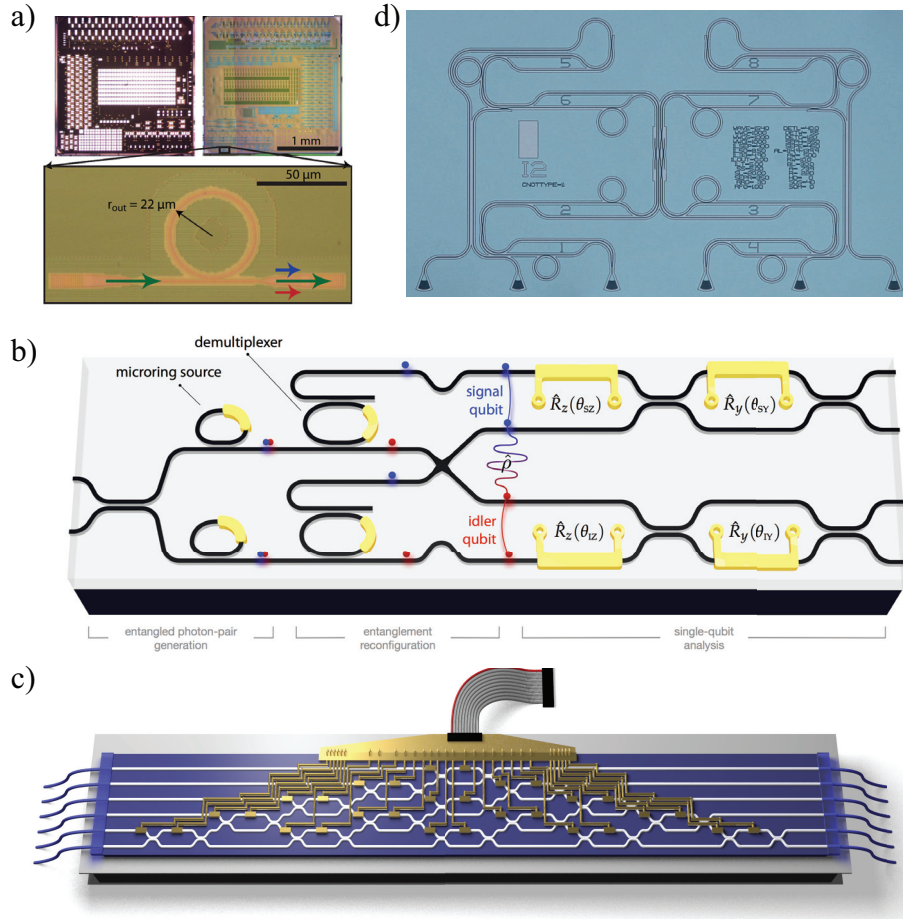 a)
1 mm
50 µm
r_out = 22 µm
d)
5
8
6
7
I2
CNOTTYPE=1
2
3
1
4
b)
demultiplexer
microring source
signal
qubit
R̂z(θSZ)
R̂y(θSY)
ρ̂
idler
qubit
R̂z(θIZ)
R̂y(θIY)
entangled photon-pair
generation
entanglement
reconfiguration
single-qubit
analysis
c)